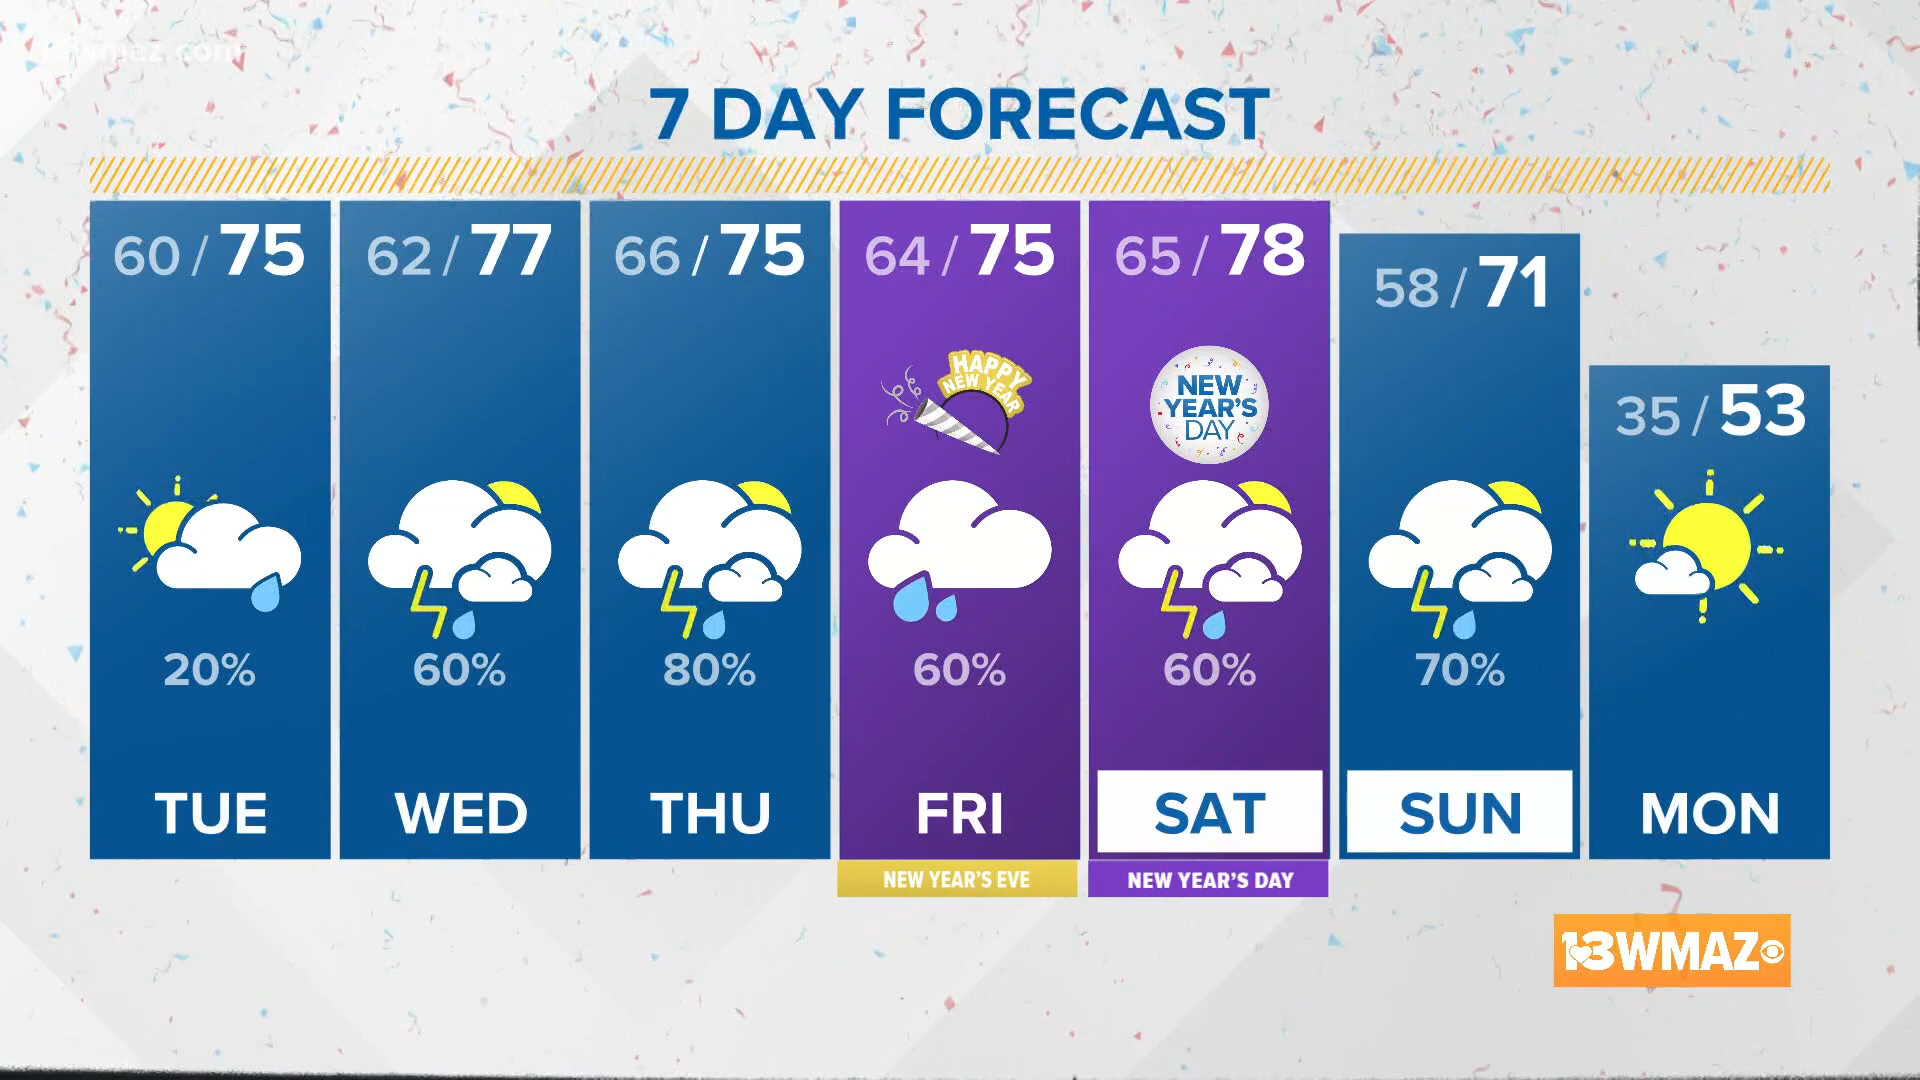 7 DAY FORECAST
60 / 75
62 / 77
66 / 75
64 / 75
65 / 78
58 / 71
35 / 53
HAPPY
NEW YEAR
NEW
YEAR'S
DAY
20%
60%
80%
60%
60%
70%
TUE
WED
THU
FRI
SAT
SUN
MON
NEW YEAR'S EVE
NEW YEAR'S DAY
13WMAZ